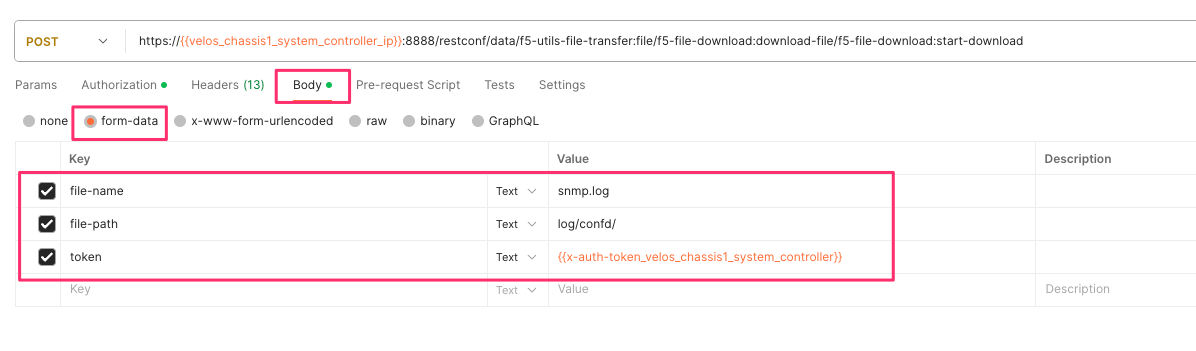 POST https://{{velos_chassis1_system_controller_ip}}:8888/restconf/data/f5-utils-file-transfer:file/f5-file-download:download-file/f5-file-download:start-download
Params Authorization Headers (13) Body Pre-request Script Tests Settings
none form-data x-www-form-urlencoded raw binary GraphQL
Key Value Description
file-name Text snmp.log
file-path Text log/confd/
token Text {{x-auth-token_velos_chassis1_system_controller}}
Key Text Value Description